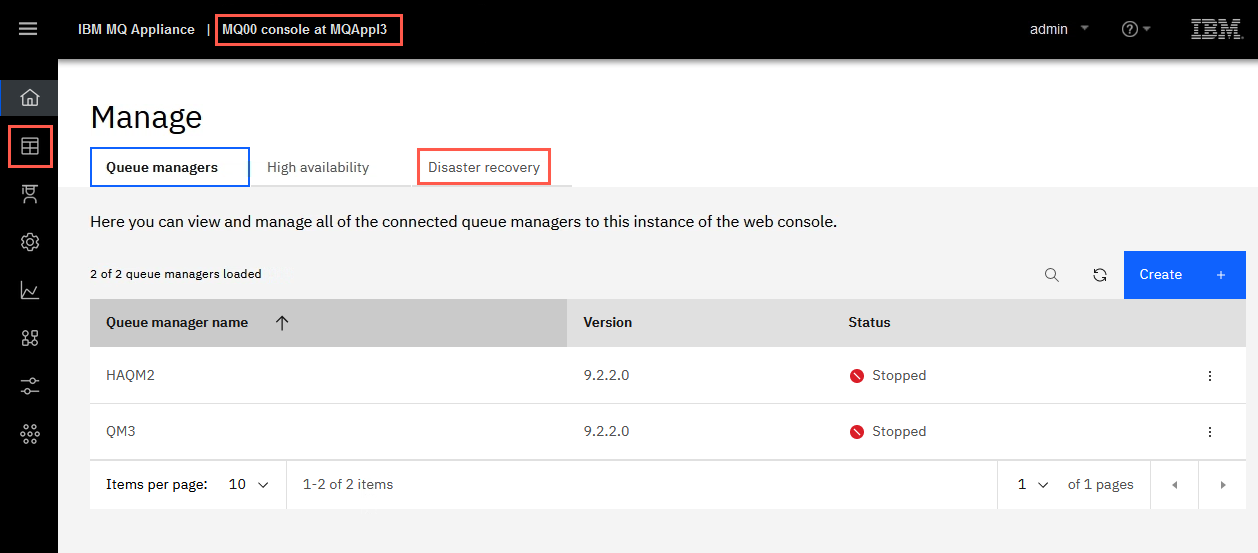 IBM MQ Appliance | MQ00 console at MQAppl3
admin
IBM
Manage
Queue managers High availability Disaster recovery
Here you can view and manage all of the connected queue managers to this instance of the web console.
2 of 2 queue managers loaded
Create +
Queue manager name Version Status
HAQM2 9.2.2.0 Stopped
QM3 9.2.2.0 Stopped
Items per page: 10 1-2 of 2 items 1 of 1 pages